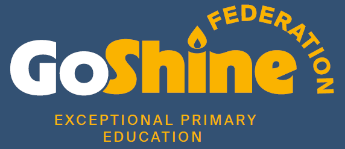 GoShine FEDERATION
EXCEPTIONAL PRIMARY
EDUCATION